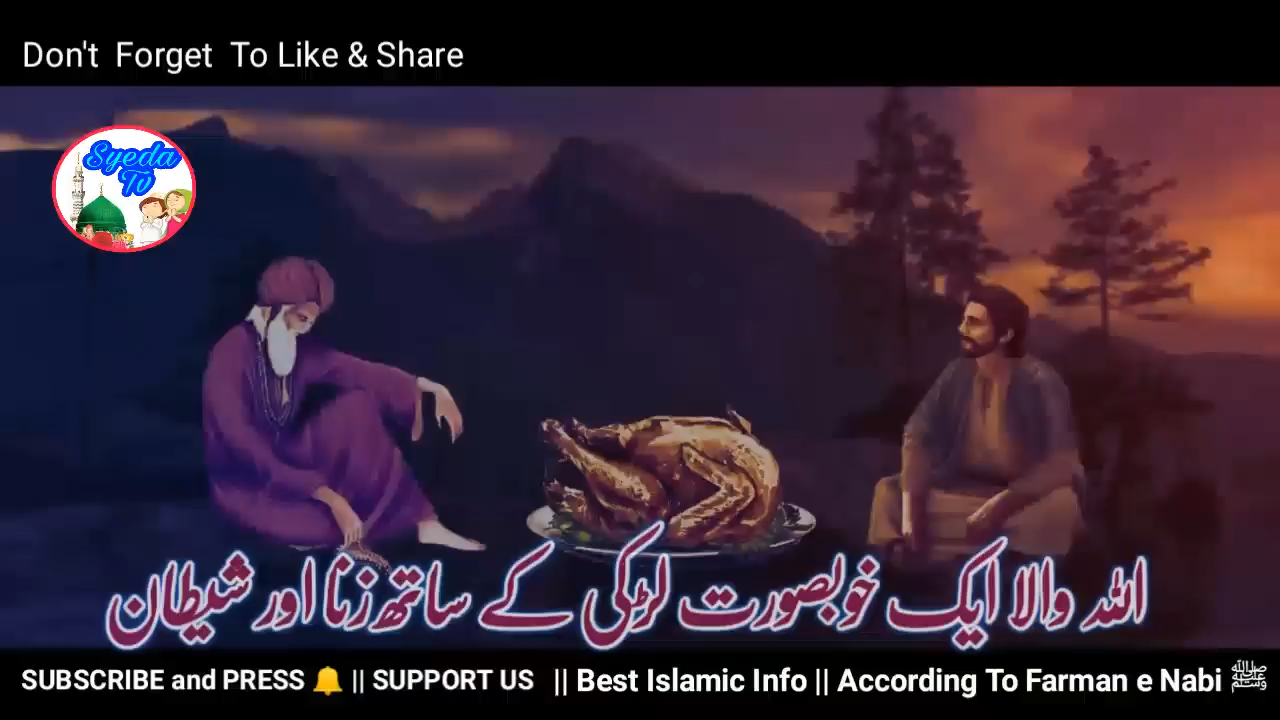 Don't Forget To Like & Share
Syeda
Tv
اللہ والا ایک خوبصورت لڑکی کے ساتھ زنا اور شیطان
SUBSCRIBE and PRESS 🔔 || SUPPORT US || Best Islamic Info || According To Farman e Nabi ﷺ